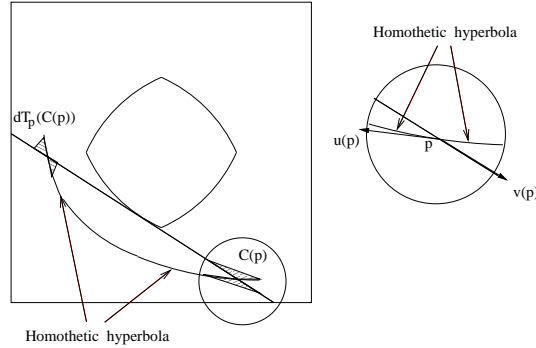 Homothetic hyperbola
dT_p(C(p))
u(p)
p
v(p)
C(p)
Homothetic hyperbola